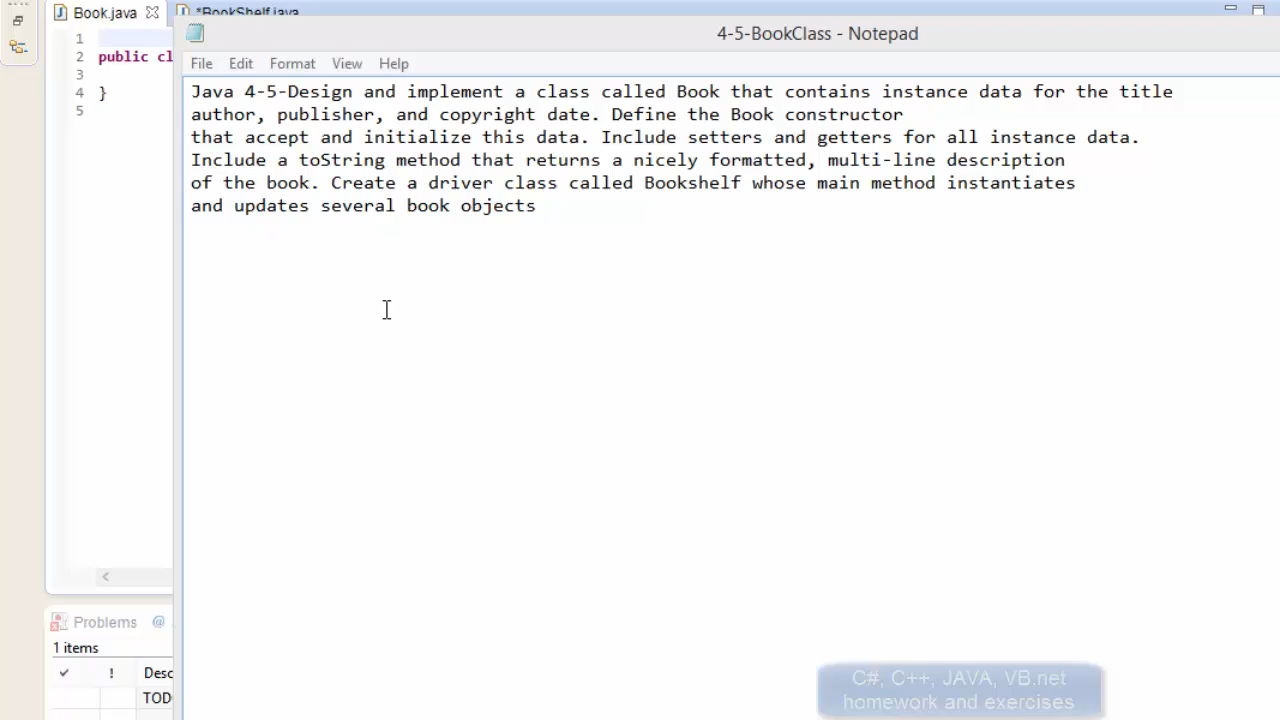 Book.java
*BookShelf.java
4-5-BookClass - Notepad
File Edit Format View Help
1
2 public cl
3
4 }
5
Java 4-5-Design and implement a class called Book that contains instance data for the title
author, publisher, and copyright date. Define the Book constructor
that accept and initialize this data. Include setters and getters for all instance data.
Include a toString method that returns a nicely formatted, multi-line description
of the book. Create a driver class called Bookshelf whose main method instantiates
and updates several book objects
Problems @
1 items
! Desc
TOD
C#, C++, JAVA, VB.net
homework and exercises